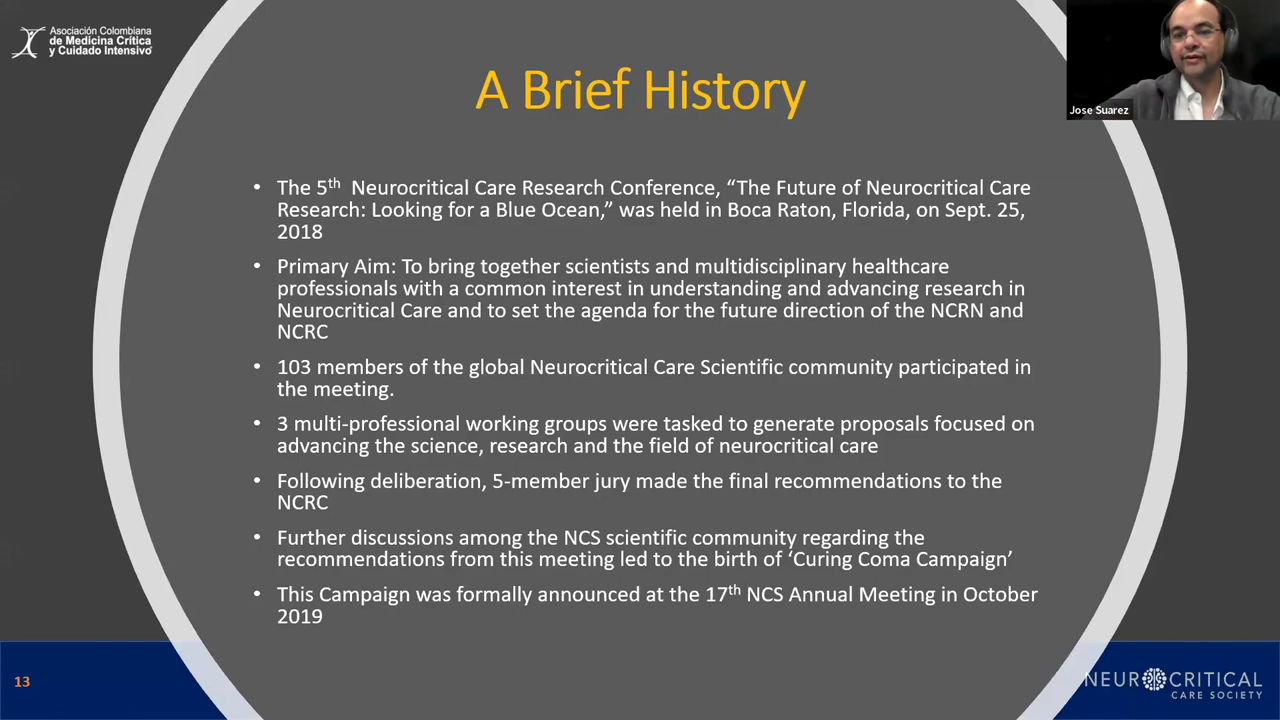 Asociación Colombiana
de Medicina Crítica
y Cuidado Intensivo
A Brief History
Jose Suarez
• The 5th Neurocritical Care Research Conference, “The Future of Neurocritical Care
Research: Looking for a Blue Ocean,” was held in Boca Raton, Florida, on Sept. 25,
2018
• Primary Aim: To bring together scientists and multidisciplinary healthcare
professionals with a common interest in understanding and advancing research in
Neurocritical Care and to set the agenda for the future direction of the NCRN and
NCRC
• 103 members of the global Neurocritical Care Scientific community participated in
the meeting.
• 3 multi-professional working groups were tasked to generate proposals focused on
advancing the science, research and the field of neurocritical care
• Following deliberation, 5-member jury made the final recommendations to the
NCRC
• Further discussions among the NCS scientific community regarding the
recommendations from this meeting led to the birth of ‘Curing Coma Campaign’
• This Campaign was formally announced at the 17th NCS Annual Meeting in October
2019
13
NEUROCRITICAL
CARE SOCIETY